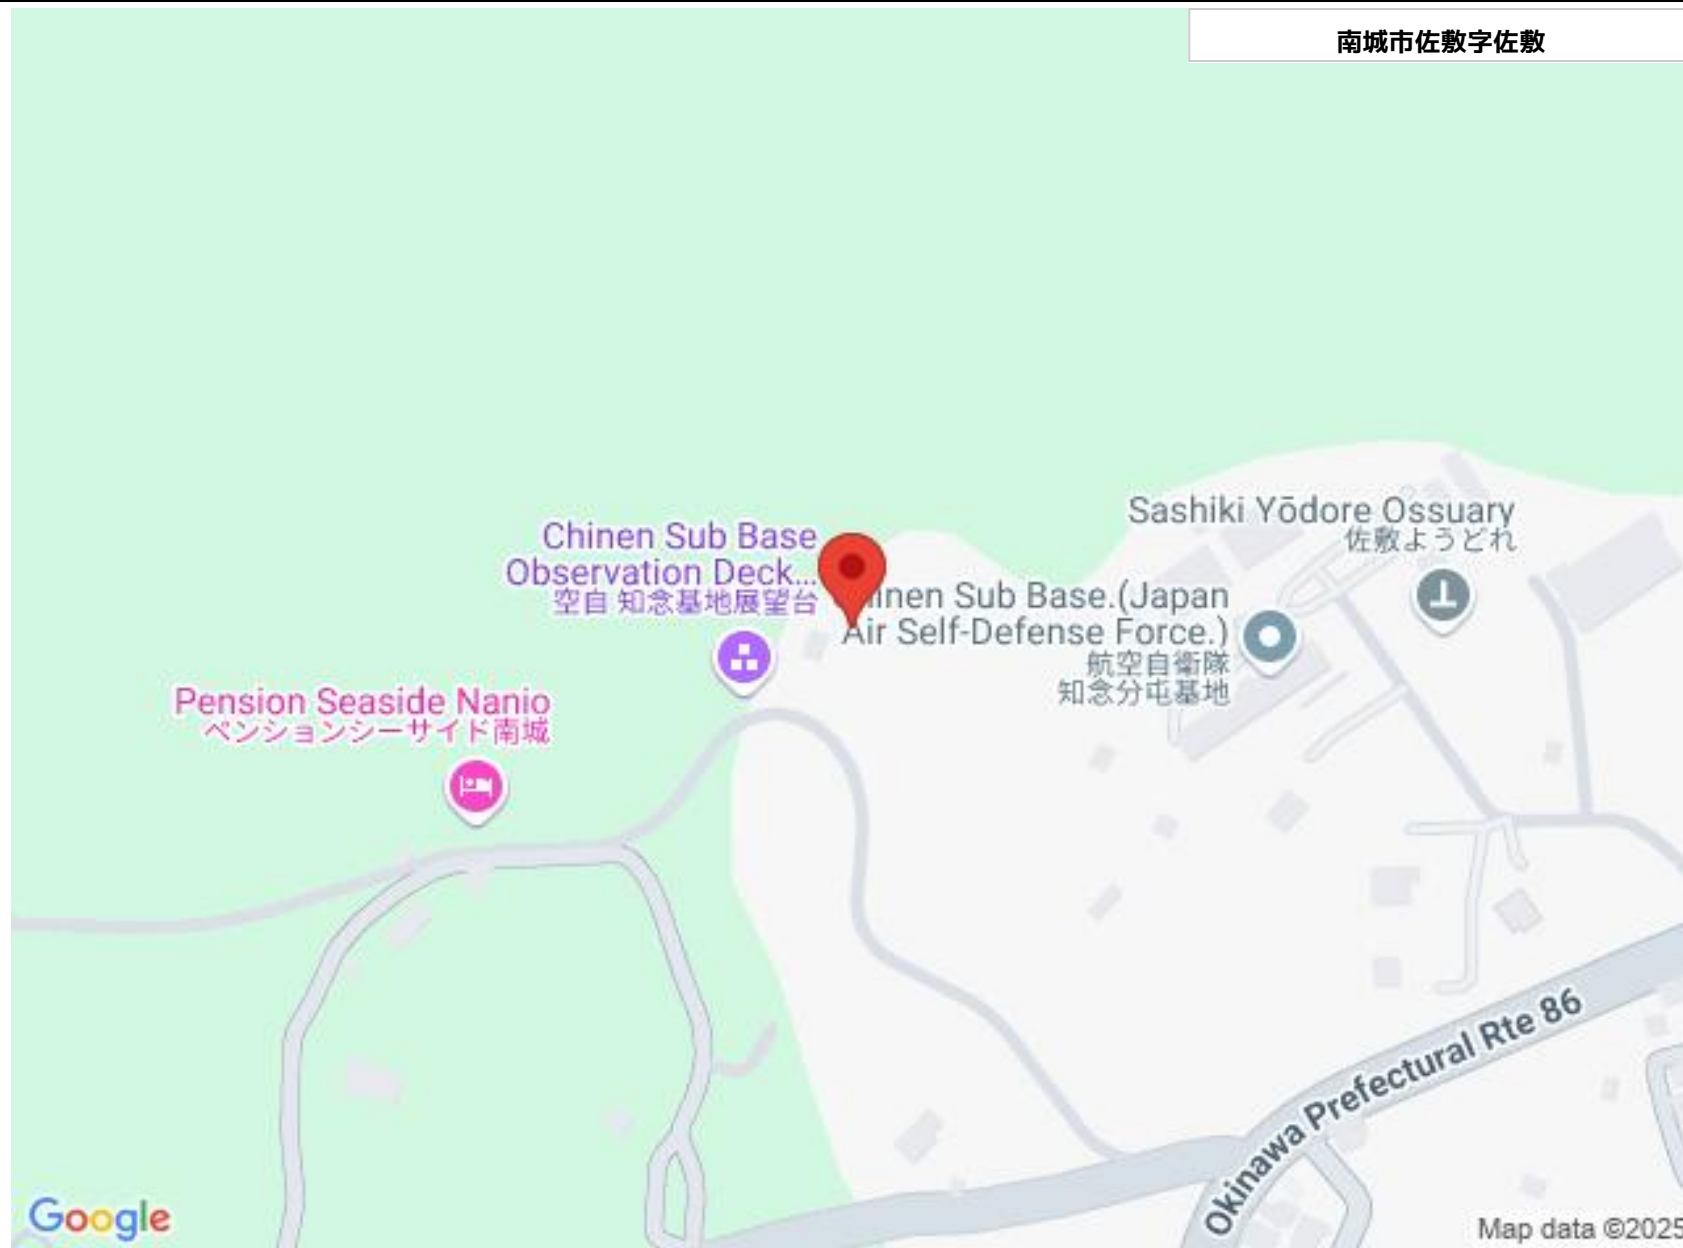 南城市佐敷字佐敷
Sashiki Yōdore Ossuary
佐敷ようどれ
Chinen Sub Base
Observation Deck...
空自 知念基地展望台
Chinen Sub Base.(Japan
Air Self-Defense Force.)
航空自衛隊
知念分屯基地
Pension Seaside Nanjo
ペンションシーサイド南城
Okinawa Prefectural Rte 86
Google
Map data ©2025